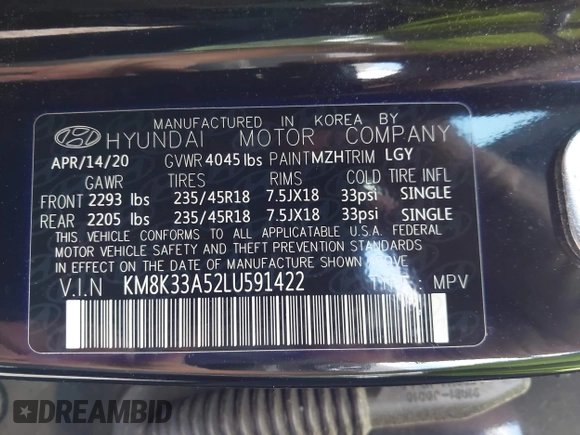 MANUFACTURED IN KOREA BY
HYUNDAI MOTOR COMPANY
APR/14/20 GVWR 4045 lbs PAINT MZH TRIM LGY
GAWR TIRES RIMS COLD TIRE INFL
FRONT 2293 lbs 235/45R18 7.5JX18 33psi SINGLE
REAR 2205 lbs 235/45R18 7.5JX18 33psi SINGLE
THIS VEHICLE CONFORMS TO ALL APPLICATABLE U.S.A. FEDERAL
MOTOR VEHICLE SAFETY AND THEFT PREVENTION STANDARDS
IN EFFECT ON THE DATE OF MANUFACTURE SHOWN ABOVE.
V.I.N KM8K33A52LU591422 TYPE: MPV
DREAMBID